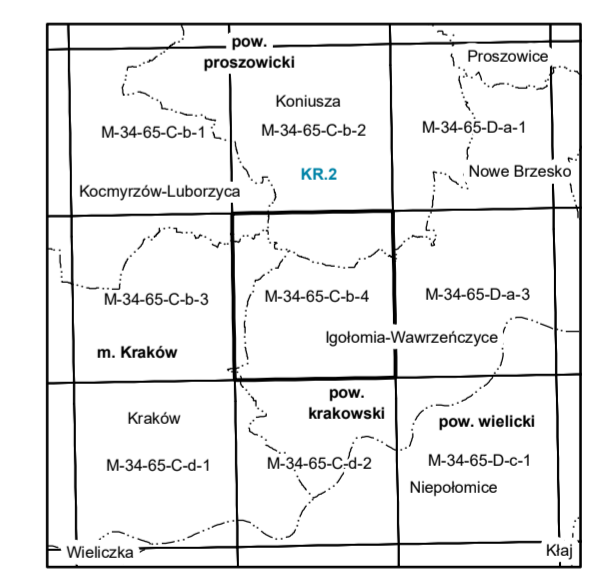 pow.
proszowicki
Proszowice
Koniusza
M-34-65-C-b-1
M-34-65-C-b-2
M-34-65-D-a-1
KR.2
Nowe Brzesko
Kocmyrzów-Luborzyca
M-34-65-C-b-3
M-34-65-C-b-4
M-34-65-D-a-3
Igołomia-Wawrzeńczyce
m. Kraków
pow.
krakowski
Kraków
pow. wielicki
M-34-65-C-d-1
M-34-65-C-d-2
M-34-65-D-c-1
Niepołomice
Wieliczka
Kłaj